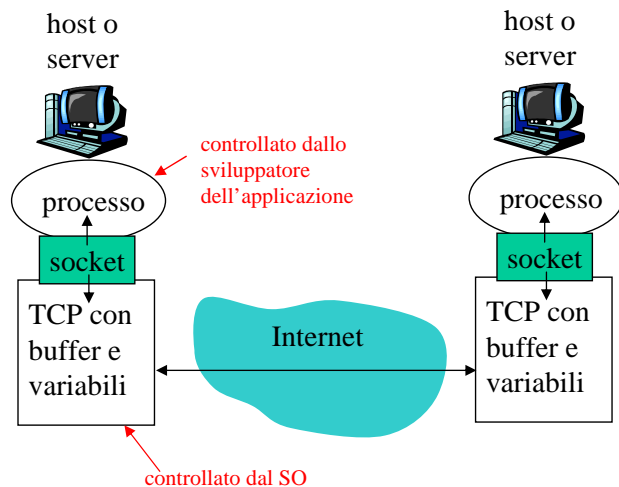 host o
server
host o
server
controllato dallo
sviluppatore
dell’applicazione
processo
processo
socket
socket
TCP con
buffer e
variabili
Internet
TCP con
buffer e
variabili
controllato dal SO